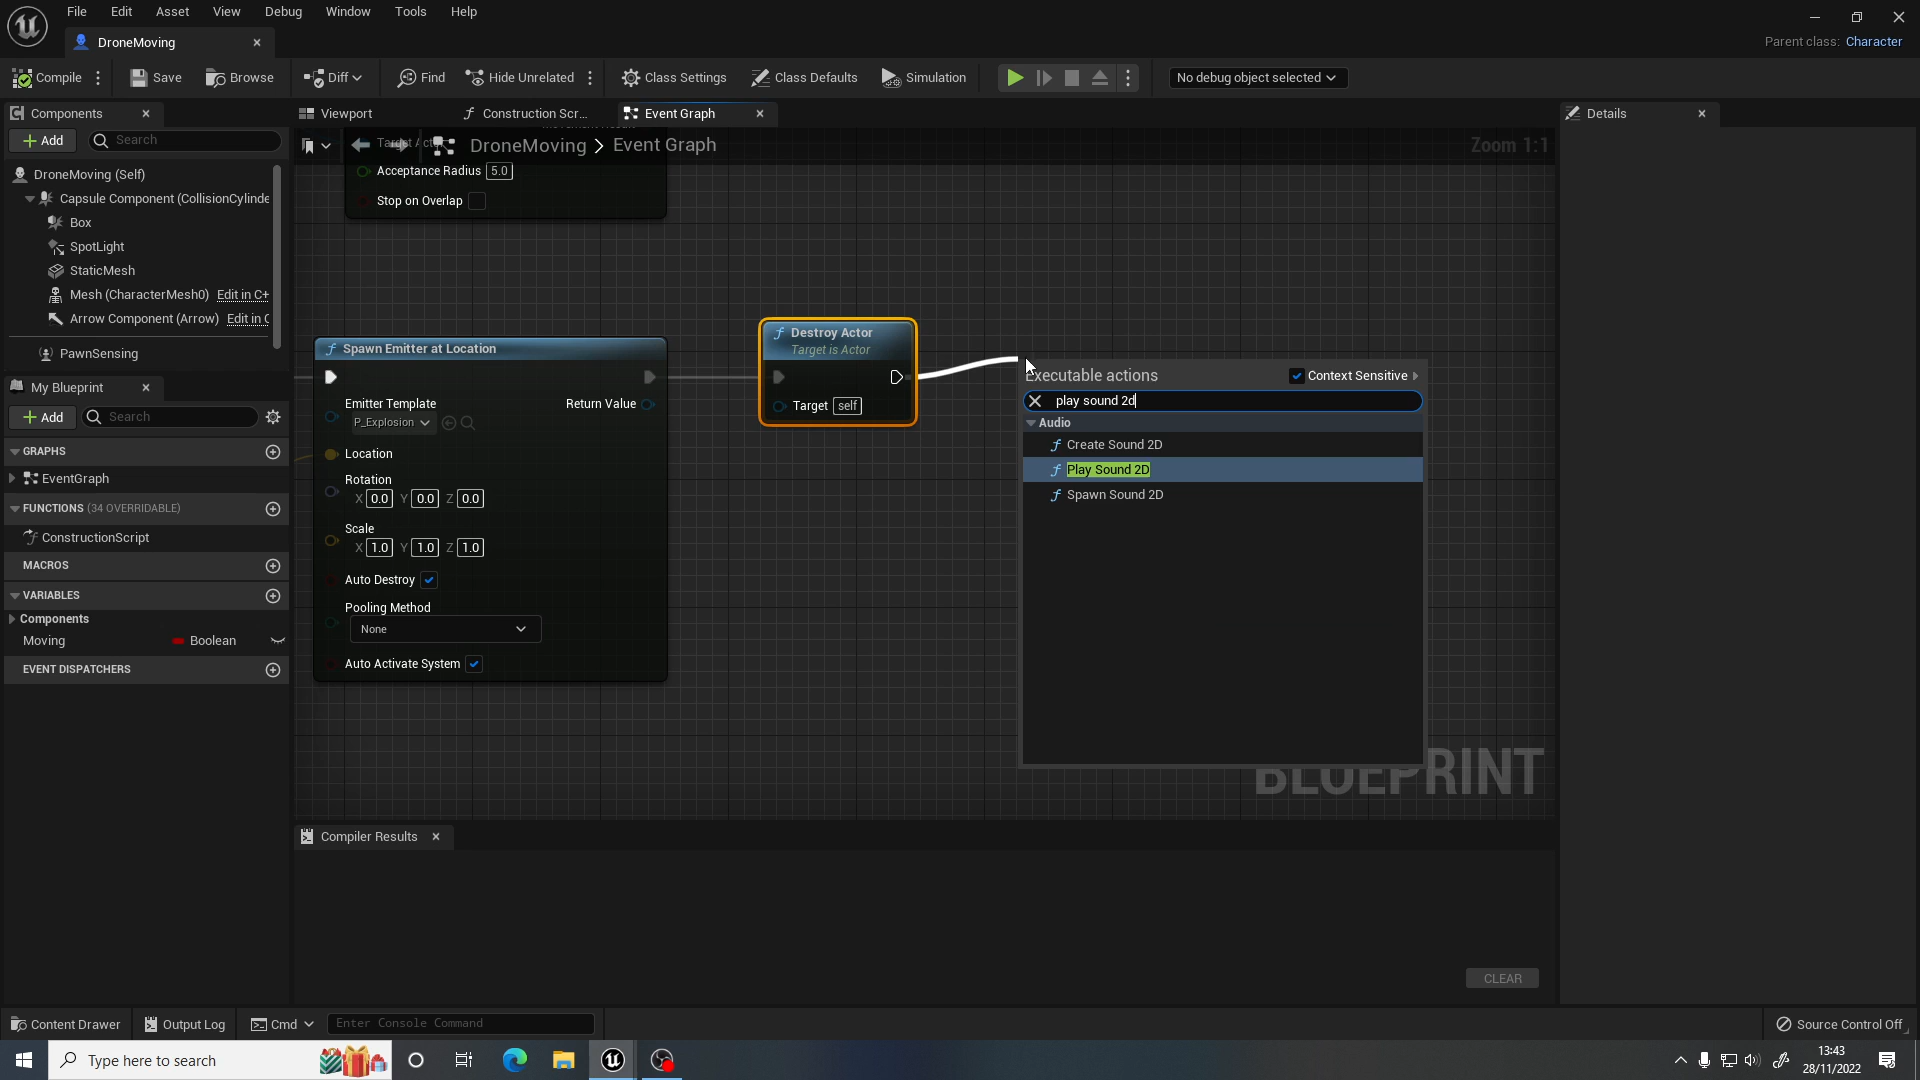 File Edit Asset View Debug Window Tools Help
DroneMoving
Parent class: Character
Compile Save Browse Diff Find Hide Unrelated Class Settings Class Defaults Simulation No debug object selected
Components
Viewport
Construction Scr...
Event Graph
Details
Add
Search
DroneMoving > Event Graph
Zoom 1:1
DroneMoving (Self)
Capsule Component (CollisionCylinde
Box
SpotLight
StaticMesh
Mesh (CharacterMesh0) Edit in C+
Arrow Component (Arrow) Edit in C
PawnSensing
My Blueprint
Add
Search
GRAPHS
EventGraph
FUNCTIONS (34 OVERRIDABLE)
ConstructionScript
MACROS
VARIABLES
Components
Moving Boolean
EVENT DISPATCHERS
Acceptance Radius 5.0
Stop on Overlap
Spawn Emitter at Location
Emitter Template
P_Explosion
Return Value
Location
Rotation
X 0.0 Y 0.0 Z 0.0
Scale
X 1.0 Y 1.0 Z 1.0
Auto Destroy
Pooling Method
None
Auto Activate System
Destroy Actor
Target is Actor
Target self
Executable actions
Context Sensitive
play sound 2d
Audio
Create Sound 2D
Play Sound 2D
Spawn Sound 2D
BLUEPRINT
Compiler Results
CLEAR
Content Drawer Output Log Cmd Enter Console Command
Source Control Off
Type here to search
13:43
28/11/2022